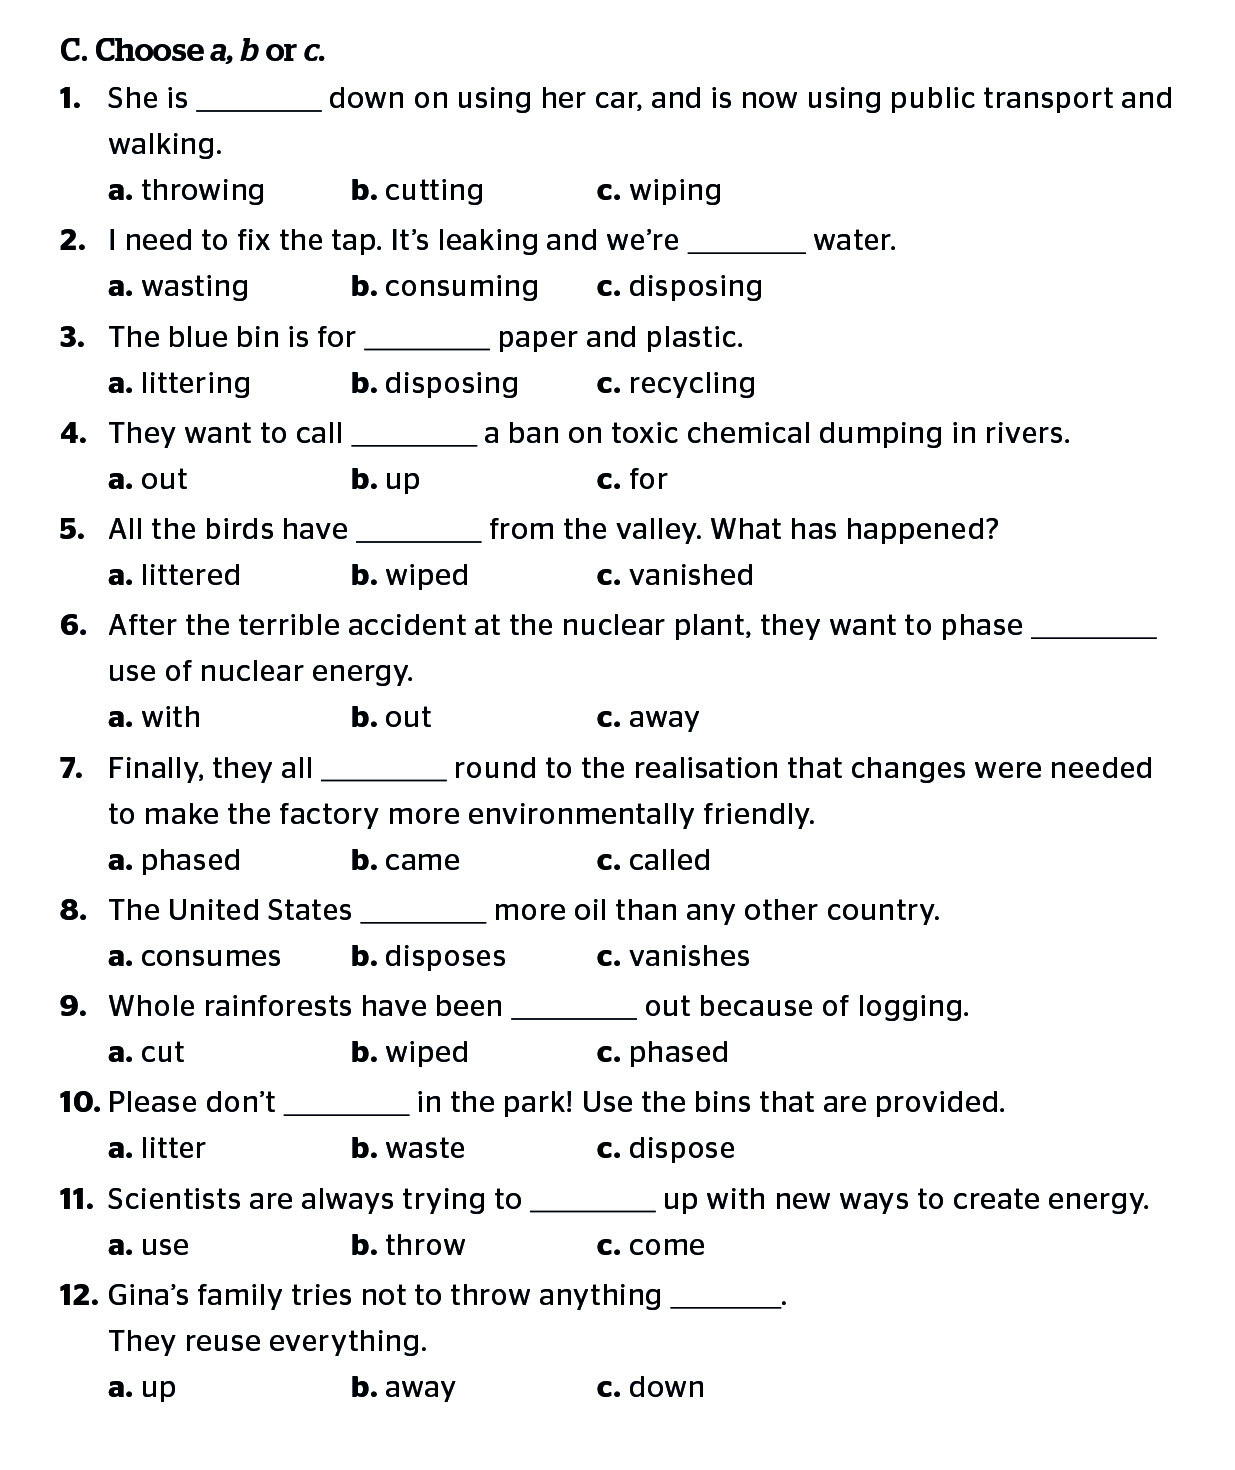 C. Choose a, b or c.
1. She is ________ down on using her car, and is now using public transport and
walking.
a. throwing b. cutting c. wiping
2. I need to fix the tap. It’s leaking and we’re ________ water.
a. wasting b. consuming c. disposing
3. The blue bin is for ________ paper and plastic.
a. littering b. disposing c. recycling
4. They want to call ________ a ban on toxic chemical dumping in rivers.
a. out b. up c. for
5. All the birds have ________ from the valley. What has happened?
a. littered b. wiped c. vanished
6. After the terrible accident at the nuclear plant, they want to phase ________
use of nuclear energy.
a. with b. out c. away
7. Finally, they all ________ round to the realisation that changes were needed
to make the factory more environmentally friendly.
a. phased b. came c. called
8. The United States ________ more oil than any other country.
a. consumes b. disposes c. vanishes
9. Whole rainforests have been ________ out because of logging.
a. cut b. wiped c. phased
10. Please don’t ________ in the park! Use the bins that are provided.
a. litter b. waste c. dispose
11. Scientists are always trying to ________ up with new ways to create energy.
a. use b. throw c. come
12. Gina’s family tries not to throw anything _______.
They reuse everything.
a. up b. away c. down